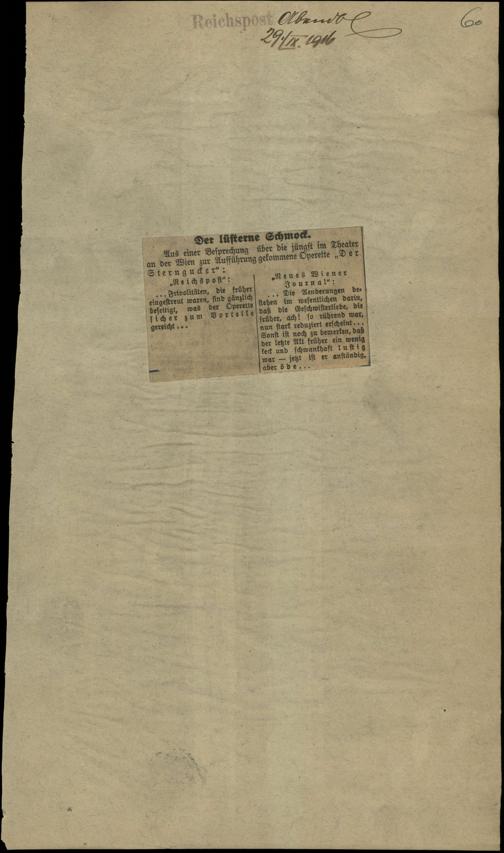 Reichspost Abendbl
60
29./IX. 1916
Der lüsterne Schmock.
Aus einer Besprechung über die jüngst im Theater
an der Wien zur Aufführung gekommene Operette „Der
Sterngucker“:
„Reichspost“:
... Frivolitäten, die früher
eingestreut waren, sind gänzlich
beseitigt, was der Operette
sicher zum Vorteile
gereicht ...
„Neues Wiener
Journal“:
... Die Aenderungen be-
stehen im wesentlichen darin,
daß die Geschwisterliebe, die
früher, ach! so rührend war,
nun stark reduziert erscheint...
Sonst ist noch zu bemerken, daß
der letzte Akt früher ein wenig
keck und schwankhaft lustig
war — jetzt ist er anständig,
aber öde ...